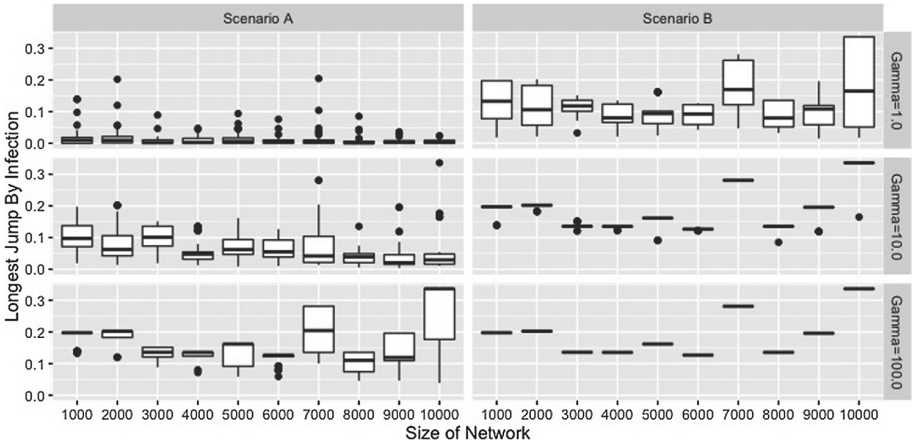 Scenario A
Scenario B
Longest Jump By Infection
0.3
0.2
0.1
0.0
Gamma=1.0
0.3
0.2
0.1
0.0
Gamma=10.0
0.3
0.2
0.1
0.0
Gamma=100.0
1000 2000 3000 4000 5000 6000 7000 8000 9000 10000
1000 2000 3000 4000 5000 6000 7000 8000 9000 10000
Size of Network